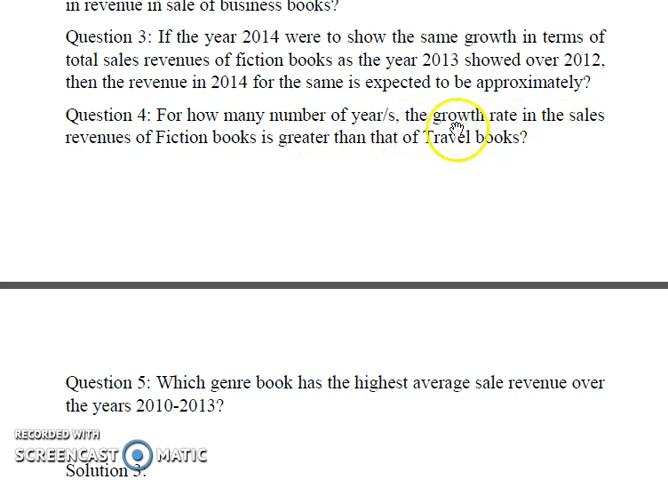 in revenue in sale of business books?
Question 3: If the year 2014 were to show the same growth in terms of
total sales revenues of fiction books as the year 2013 showed over 2012,
then the revenue in 2014 for the same is expected to be approximately?
Question 4: For how many number of year/s, the growth rate in the sales
revenues of Fiction books is greater than that of Travel books?
Question 5: Which genre book has the highest average sale revenue over
the years 2010-2013?
RECORDED WITH
SCREENCAST MATIC
Solution 3: